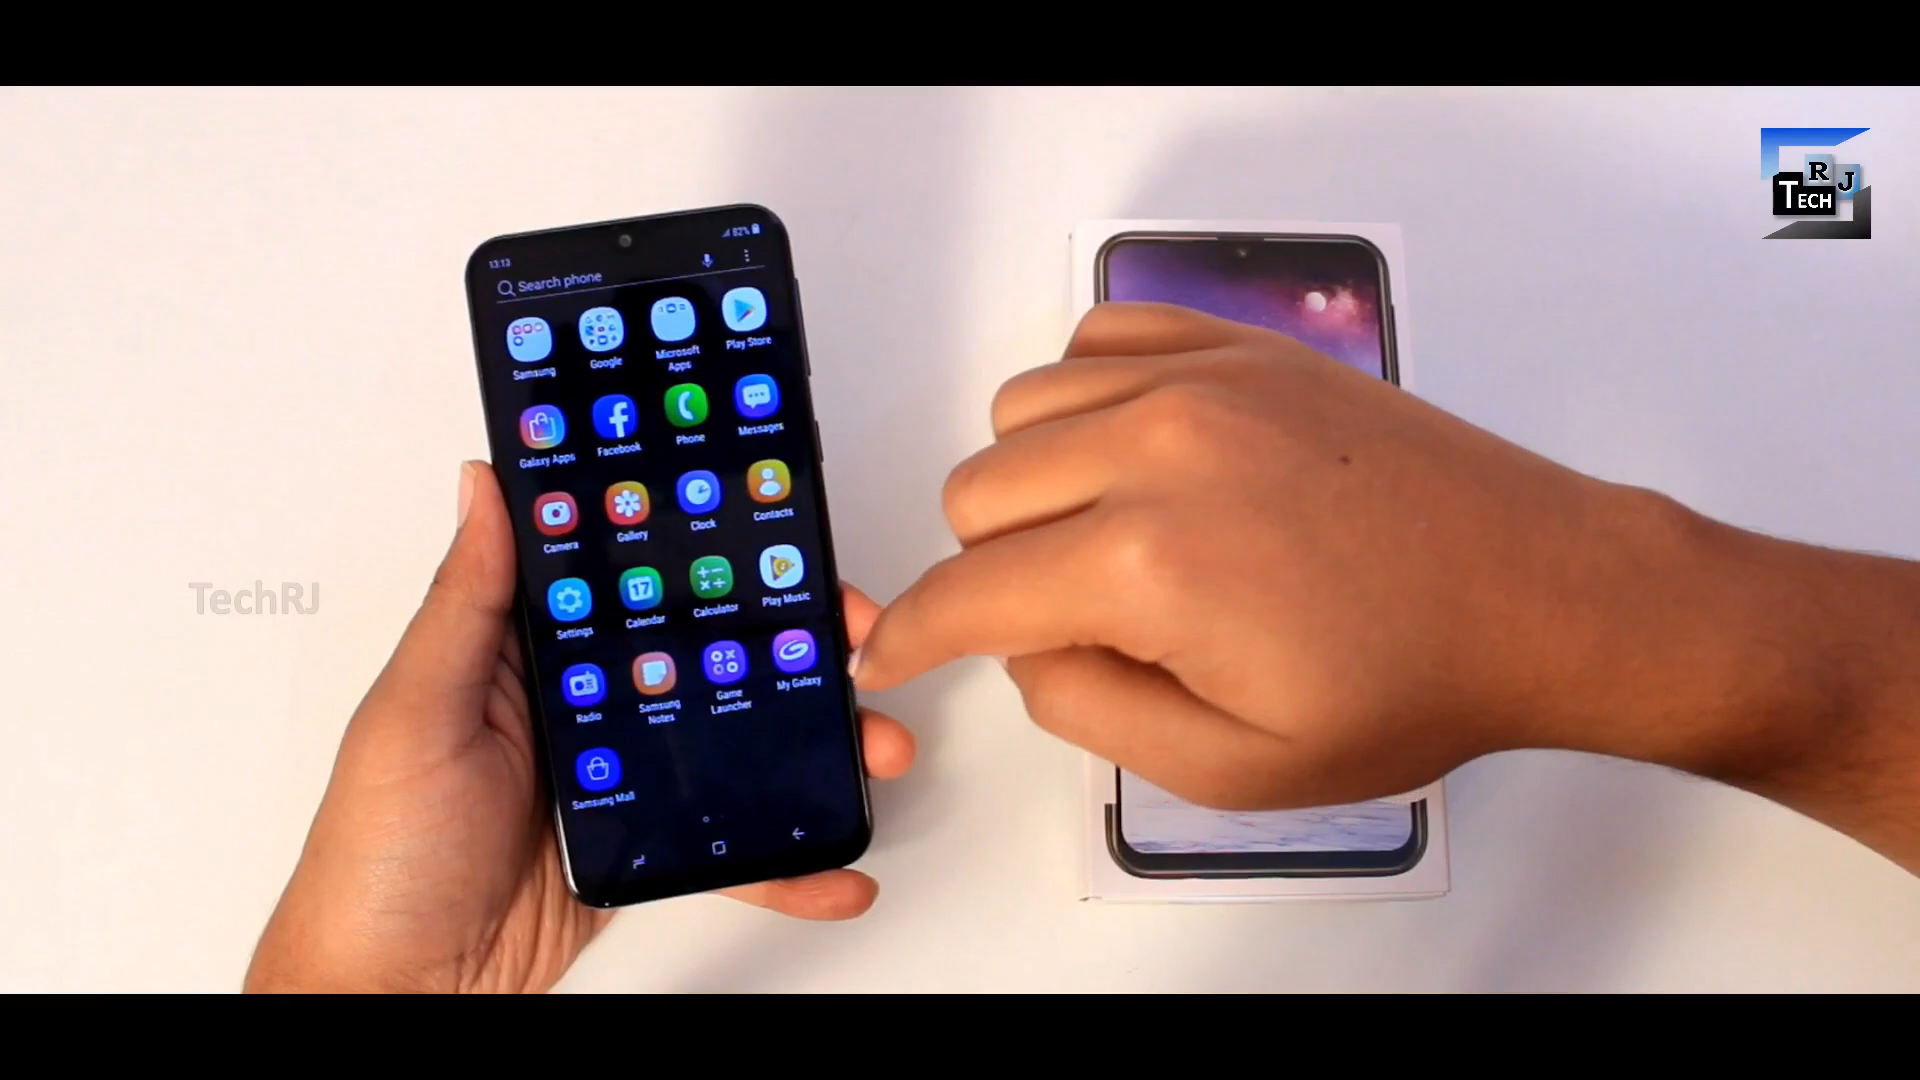 R
J
TECH
13:13
82%
Search phone
Samsung
Google
Microsoft
Apps
Play Store
Galaxy Apps
Facebook
Phone
Messages
Camera
Gallery
Clock
Contacts
Settings
17
Calendar
Calculator
Play Music
Radio
Samsung
Notes
Game
Launcher
My Galaxy
Samsung Mall
TechRJ